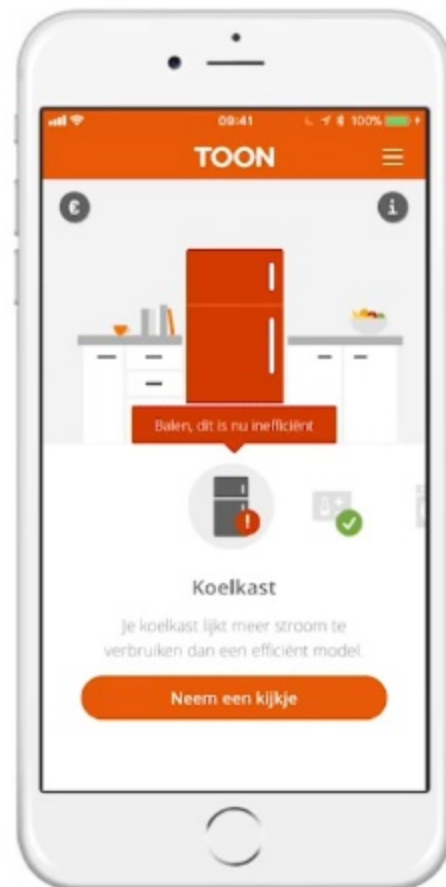 09:41
100%
TOON
€
i
Balen, dit is nu inefficiënt
!
Koelkast
Je koelkast lijkt meer stroom te
verbruiken dan een efficiënt model
Neem een kijkje